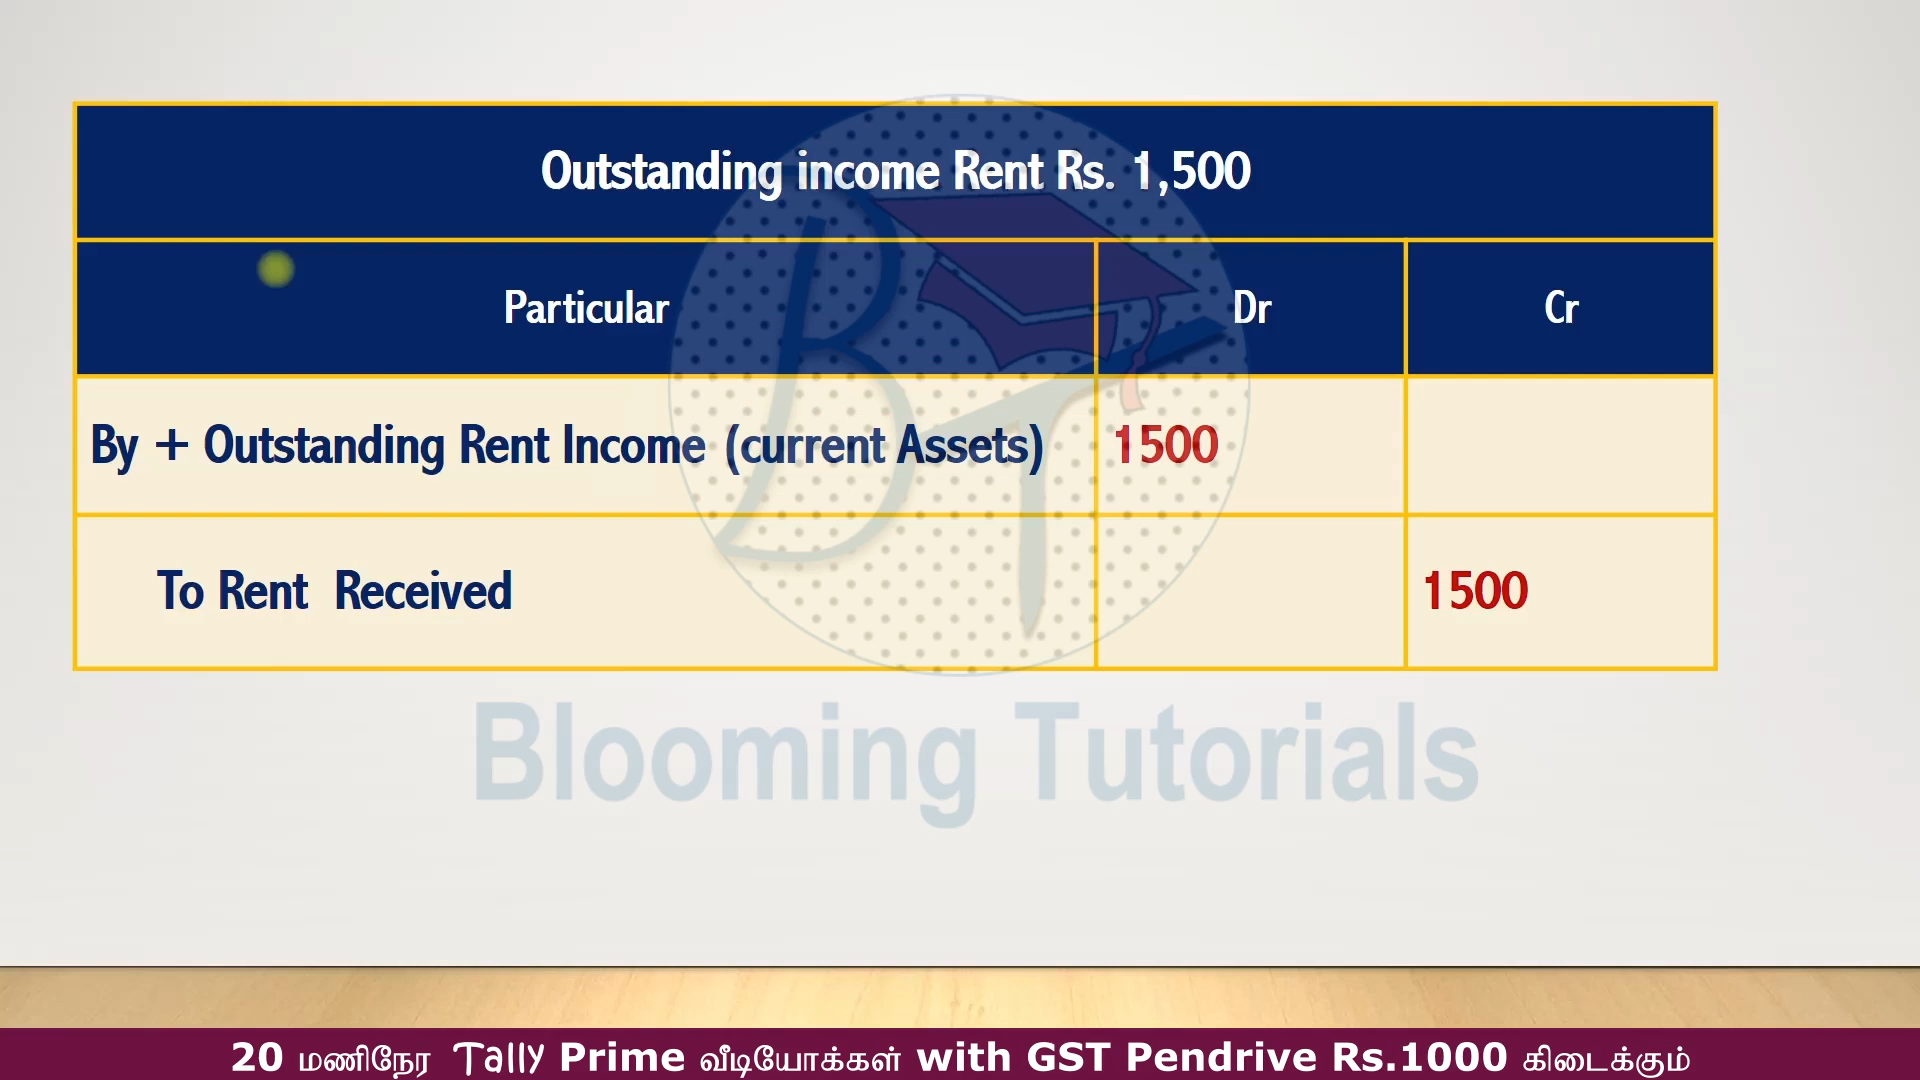 Outstanding income Rent Rs. 1,500
Particular Dr Cr
By + Outstanding Rent Income (current Assets) 1500
To Rent Received 1500
Blooming Tutorials
20 மணிநேர Tally Prime வீடியோக்கள் with GST Pendrive Rs.1000 கிடைக்கும்